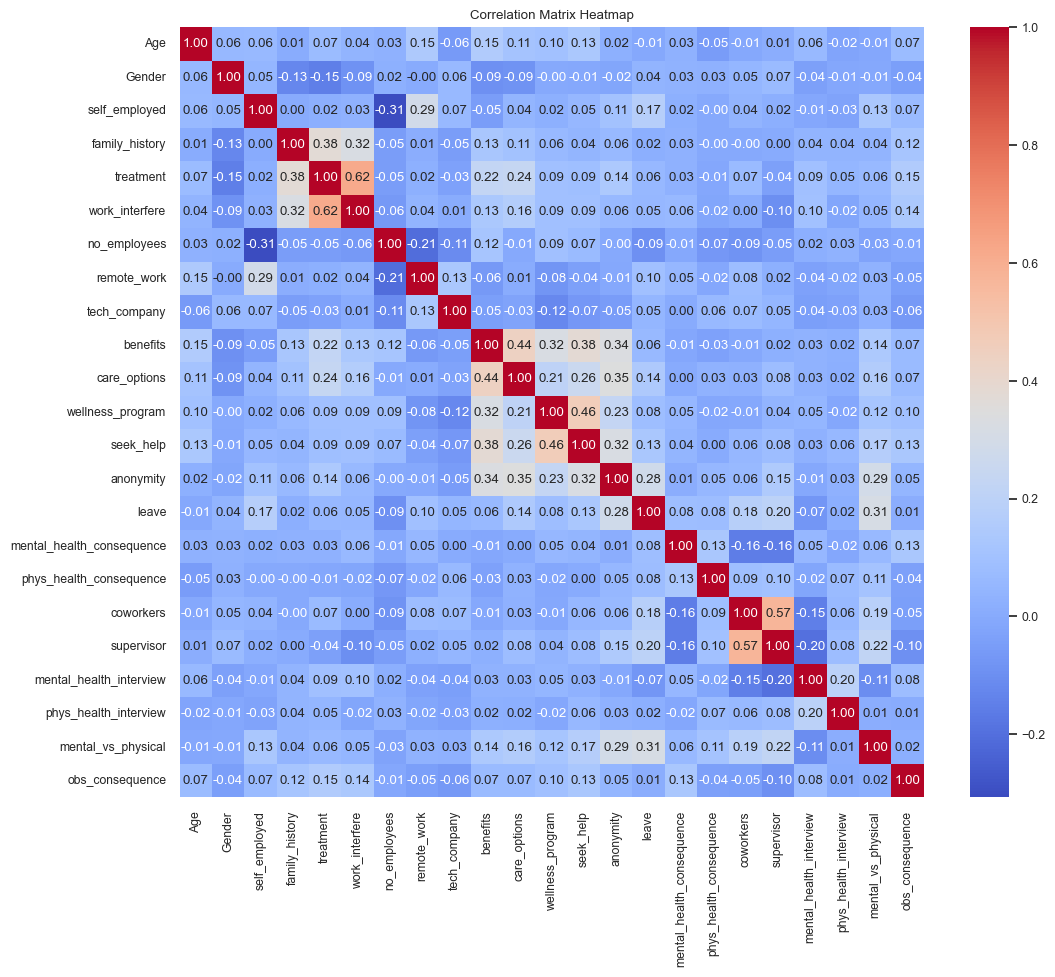 Correlation Matrix Heatmap
Age 1.00 0.06 0.06 0.01 0.07 0.04 0.03 0.15 -0.06 0.15 0.11 0.10 0.13 0.02 -0.01 0.03 -0.05 -0.01 0.01 0.06 -0.02 -0.01 0.07
Gender 0.06 1.00 0.05 -0.13 -0.15 -0.09 0.02 -0.00 0.06 -0.09 -0.09 -0.00 -0.01 -0.02 0.04 0.03 0.03 0.05 0.07 -0.04 -0.01 -0.01 -0.04
self_employed 0.06 0.05 1.00 0.00 0.02 0.03 -0.31 0.29 0.07 -0.05 0.04 0.02 0.05 0.11 0.17 0.02 -0.00 0.04 0.02 -0.01 -0.03 0.13 0.07
family_history 0.01 -0.13 0.00 1.00 0.38 0.32 -0.05 0.01 -0.05 0.13 0.11 0.06 0.04 0.06 0.02 0.03 -0.00 -0.00 0.00 0.04 0.04 0.04 0.12
treatment 0.07 -0.15 0.02 0.38 1.00 0.62 -0.05 0.02 -0.03 0.22 0.24 0.09 0.09 0.14 0.06 0.03 -0.01 0.07 -0.04 0.09 0.05 0.06 0.15
work_interfere 0.04 -0.09 0.03 0.32 0.62 1.00 -0.06 0.04 0.01 0.13 0.16 0.09 0.09 0.06 0.05 0.06 -0.02 0.00 -0.10 0.10 -0.02 0.05 0.14
no_employees 0.03 0.02 -0.31 -0.05 -0.05 -0.06 1.00 -0.21 -0.11 0.12 -0.01 0.09 0.07 -0.00 -0.09 -0.01 -0.07 -0.09 -0.05 0.02 0.03 -0.03 -0.01
remote_work 0.15 -0.00 0.29 0.01 0.02 0.04 -0.21 1.00 0.13 -0.06 0.01 -0.08 -0.04 -0.01 0.10 0.05 -0.02 0.08 0.02 -0.04 -0.02 0.03 -0.05
tech_company -0.06 0.06 0.07 -0.05 -0.03 0.01 -0.11 0.13 1.00 -0.05 -0.03 -0.12 -0.07 -0.05 0.05 0.00 0.06 0.07 0.05 -0.04 -0.03 0.03 -0.06
benefits 0.15 -0.09 -0.05 0.13 0.22 0.13 0.12 -0.06 -0.05 1.00 0.44 0.32 0.38 0.34 0.06 -0.01 -0.03 -0.01 0.02 0.03 0.02 0.14 0.07
care_options 0.11 -0.09 0.04 0.11 0.24 0.16 -0.01 0.01 -0.03 0.44 1.00 0.21 0.26 0.35 0.14 0.00 0.03 0.03 0.08 0.03 0.02 0.16 0.07
wellness_program 0.10 -0.00 0.02 0.06 0.09 0.09 0.09 -0.08 -0.12 0.32 0.21 1.00 0.46 0.23 0.08 0.05 -0.02 -0.01 0.04 0.05 -0.02 0.12 0.10
seek_help 0.13 -0.01 0.05 0.04 0.09 0.09 0.07 -0.04 -0.07 0.38 0.26 0.46 1.00 0.32 0.13 0.04 0.00 0.06 0.08 0.03 0.06 0.17 0.13
anonymity 0.02 -0.02 0.11 0.06 0.14 0.06 -0.00 -0.01 -0.05 0.34 0.35 0.23 0.32 1.00 0.28 0.01 0.05 0.06 0.15 -0.01 0.03 0.29 0.05
leave -0.01 0.04 0.17 0.02 0.06 0.05 -0.09 0.10 0.05 0.06 0.14 0.08 0.13 0.28 1.00 0.08 0.08 0.18 0.20 -0.07 0.02 0.31 0.01
mental_health_consequence 0.03 0.03 0.02 0.03 0.03 0.06 -0.01 0.05 0.00 -0.01 0.00 0.05 0.04 0.01 0.08 1.00 0.13 -0.16 -0.16 0.05 -0.02 0.06 0.13
phys_health_consequence -0.05 0.03 -0.00 -0.00 -0.01 -0.02 -0.07 -0.02 0.06 -0.03 0.03 -0.02 0.00 0.05 0.08 0.13 1.00 0.09 0.10 -0.02 0.07 0.11 -0.04
coworkers -0.01 0.05 0.04 -0.00 0.07 0.00 -0.09 0.08 0.07 -0.01 0.03 -0.01 0.06 0.06 0.18 -0.16 0.09 1.00 0.57 -0.15 0.06 0.19 -0.05
supervisor 0.01 0.07 0.02 0.00 -0.04 -0.10 -0.05 0.02 0.05 0.02 0.08 0.04 0.08 0.15 0.20 -0.16 0.10 0.57 1.00 -0.20 0.08 0.22 -0.10
mental_health_interview 0.06 -0.04 -0.01 0.04 0.09 0.10 0.02 -0.04 -0.04 0.03 0.03 0.05 0.03 -0.01 -0.07 0.05 -0.02 -0.15 -0.20 1.00 0.20 -0.11 0.08
phys_health_interview -0.02 -0.01 -0.03 0.04 0.05 -0.02 0.03 -0.02 -0.03 0.02 0.02 -0.02 0.06 0.03 0.02 -0.02 0.07 0.06 0.08 0.20 1.00 0.01 0.01
mental_vs_physical -0.01 -0.01 0.13 0.04 0.06 0.05 -0.03 0.03 0.03 0.14 0.16 0.12 0.17 0.29 0.31 0.06 0.11 0.19 0.22 -0.11 0.01 1.00 0.02
obs_consequence 0.07 -0.04 0.07 0.12 0.15 0.14 -0.01 -0.05 -0.06 0.07 0.07 0.10 0.13 0.05 0.01 0.13 -0.04 -0.05 -0.10 0.08 0.01 0.02 1.00
Age
Gender
self_employed
family_history
treatment
work_interfere
no_employees
remote_work
tech_company
benefits
care_options
wellness_program
seek_help
anonymity
leave
mental_health_consequence
phys_health_consequence
coworkers
supervisor
mental_health_interview
phys_health_interview
mental_vs_physical
obs_consequence
1.0
0.8
0.6
0.4
0.2
0.0
-0.2